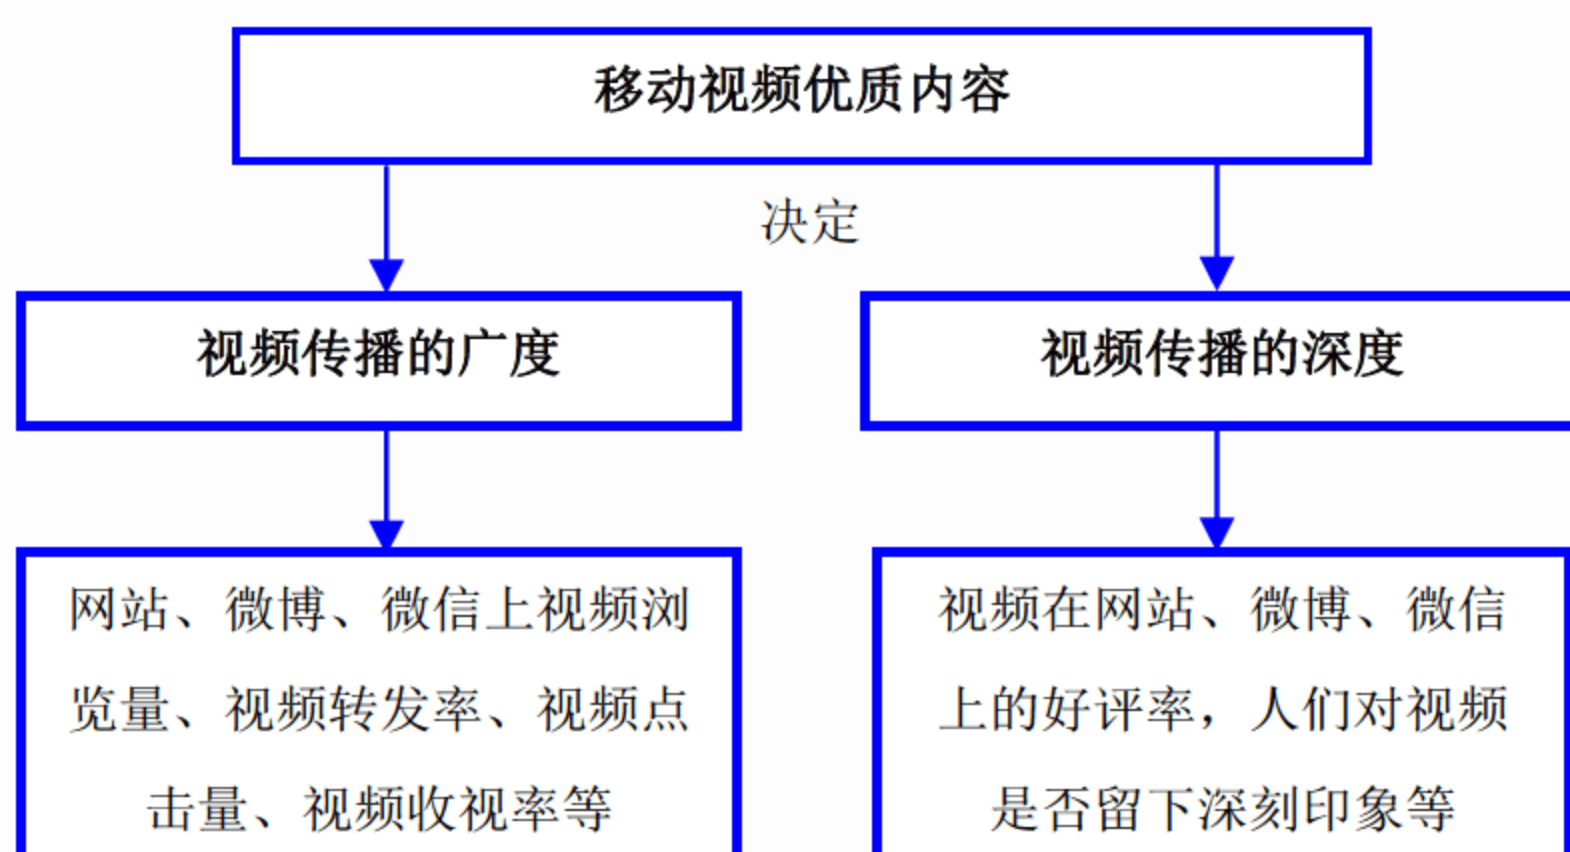 移动视频优质内容
决定
视频传播的广度
视频传播的深度
网站、微博、微信上视频浏
览量、视频转发率、视频点
击量、视频收视率等
视频在网站、微博、微信
上的好评率，人们对视频
是否留下深刻印象等